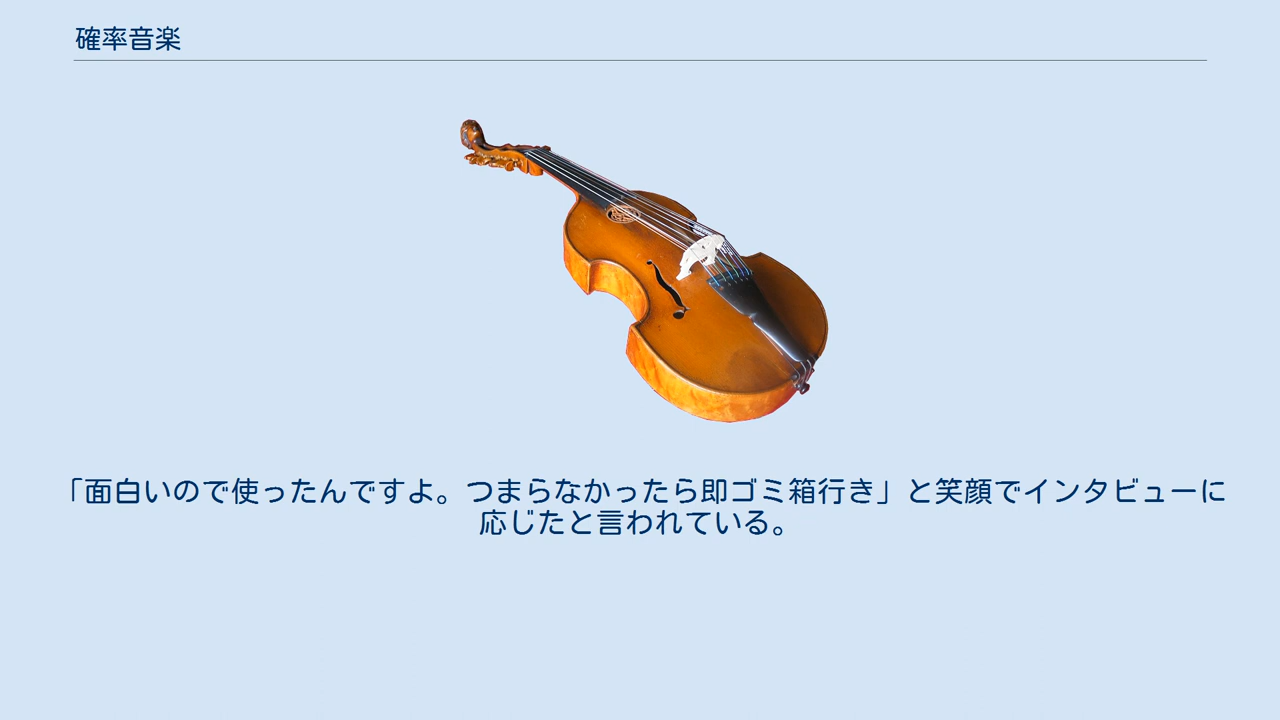 確率音楽
「面白いので使ったんですよ。つまらなかったら即ゴミ箱行き」と笑顔でインタビューに
応じたと言われている。